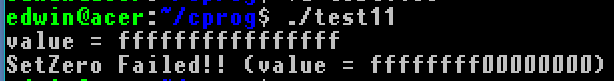 edwin@acer:~/cprog$ ./test11
value = ffffffffffffffff
SetZero Failed!! (value = ffffffff00000000)